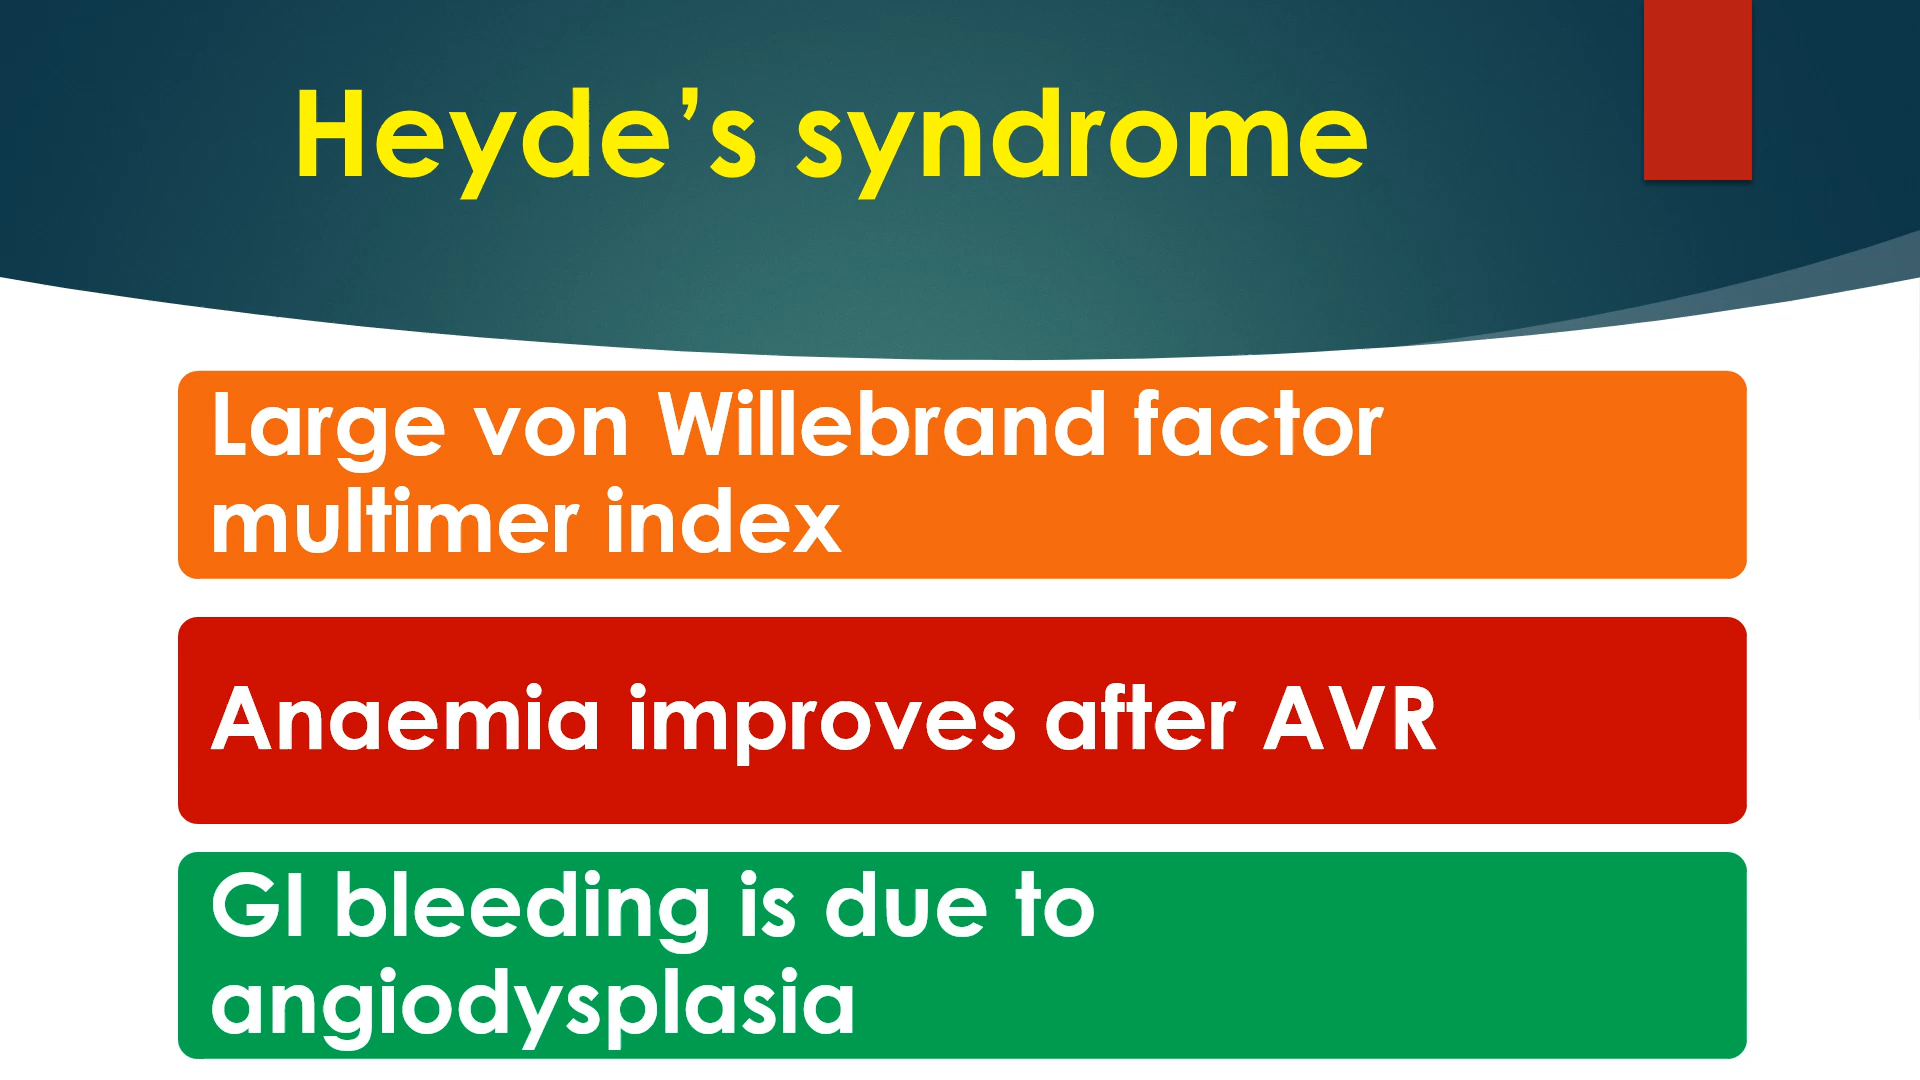 Heyde’s syndrome
Large von Willebrand factor
multimer index
Anaemia improves after AVR
GI bleeding is due to
angiodysplasia